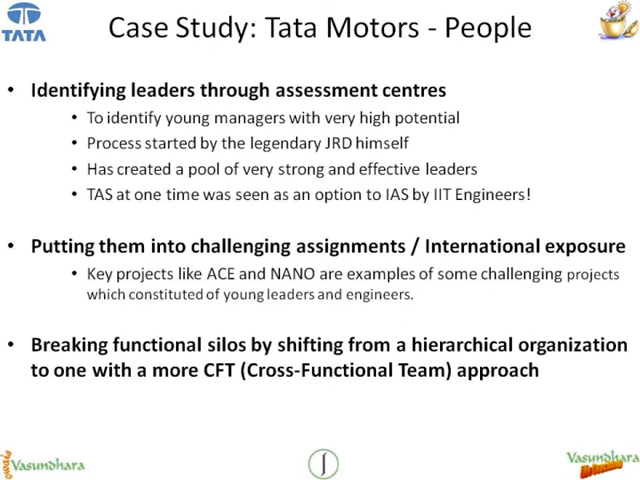 TATA
Case Study: Tata Motors - People
• Identifying leaders through assessment centres
• To identify young managers with very high potential
• Process started by the legendary JRD himself
• Has created a pool of very strong and effective leaders
• TAS at one time was seen as an option to IAS by IIT Engineers!
• Putting them into challenging assignments / International exposure
• Key projects like ACE and NANO are examples of some challenging projects
which constituted of young leaders and engineers.
• Breaking functional silos by shifting from a hierarchical organization
to one with a more CFT (Cross-Functional Team) approach
Vasundhara
Vasundhara